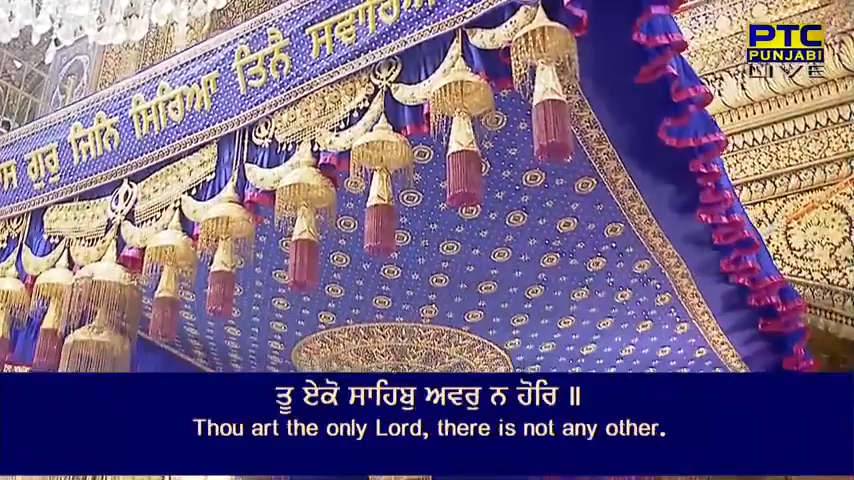 ਗੁਰੁ ਜਿਨਿ ਸਿਰਿਆ ਤਿਨੈ ਸਵਾਰਿਆ
PTC
PUNJABI
LIVE
ਤੂ ਏਕੋ ਸਾਹਿਬੁ ਅਵਰੁ ਨ ਹੋਰਿ ॥
Thou art the only Lord, there is not any other.